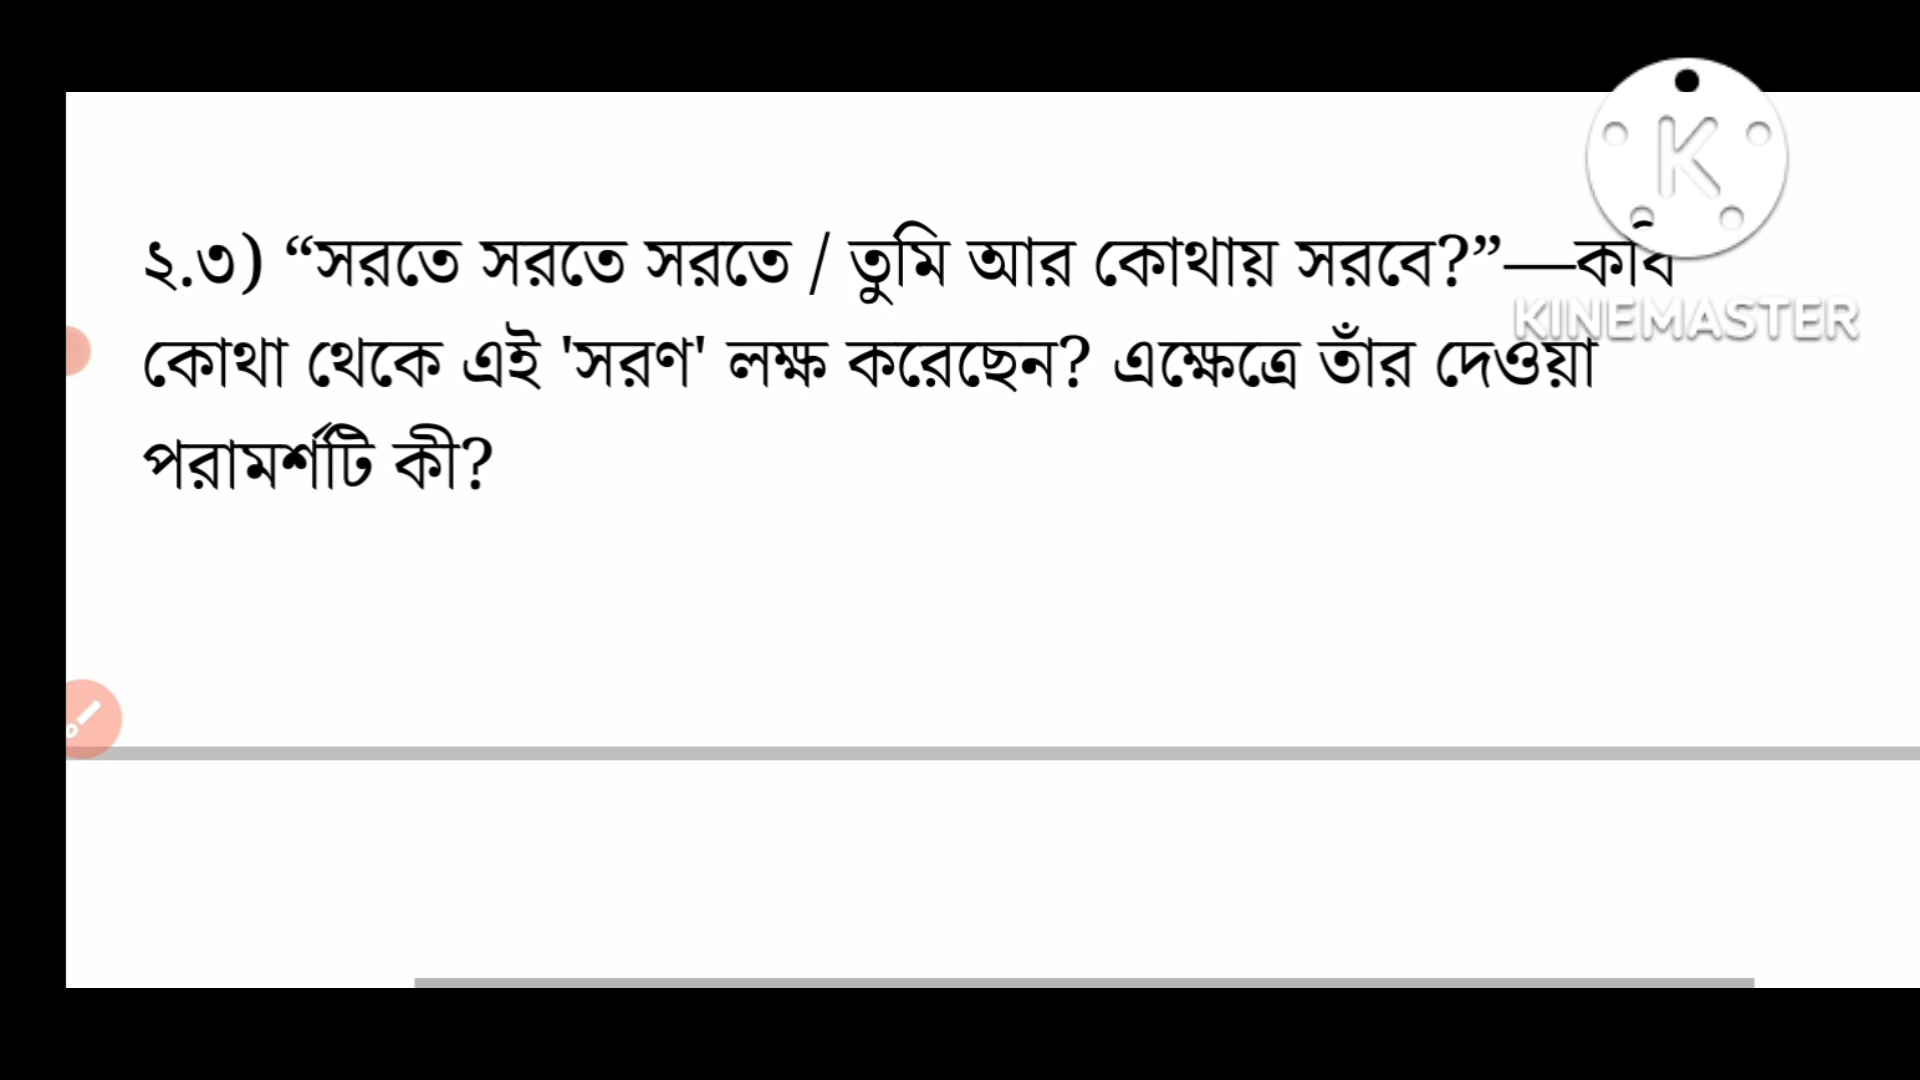 ২.৩) “সরতে সরতে সরতে / তুমি আর কোথায় সরবে?”—কবি
KINEMASTER
কোথা থেকে এই 'সরণ' লক্ষ করেছেন? এক্ষেত্রে তাঁর দেওয়া
পরামর্শটি কী?